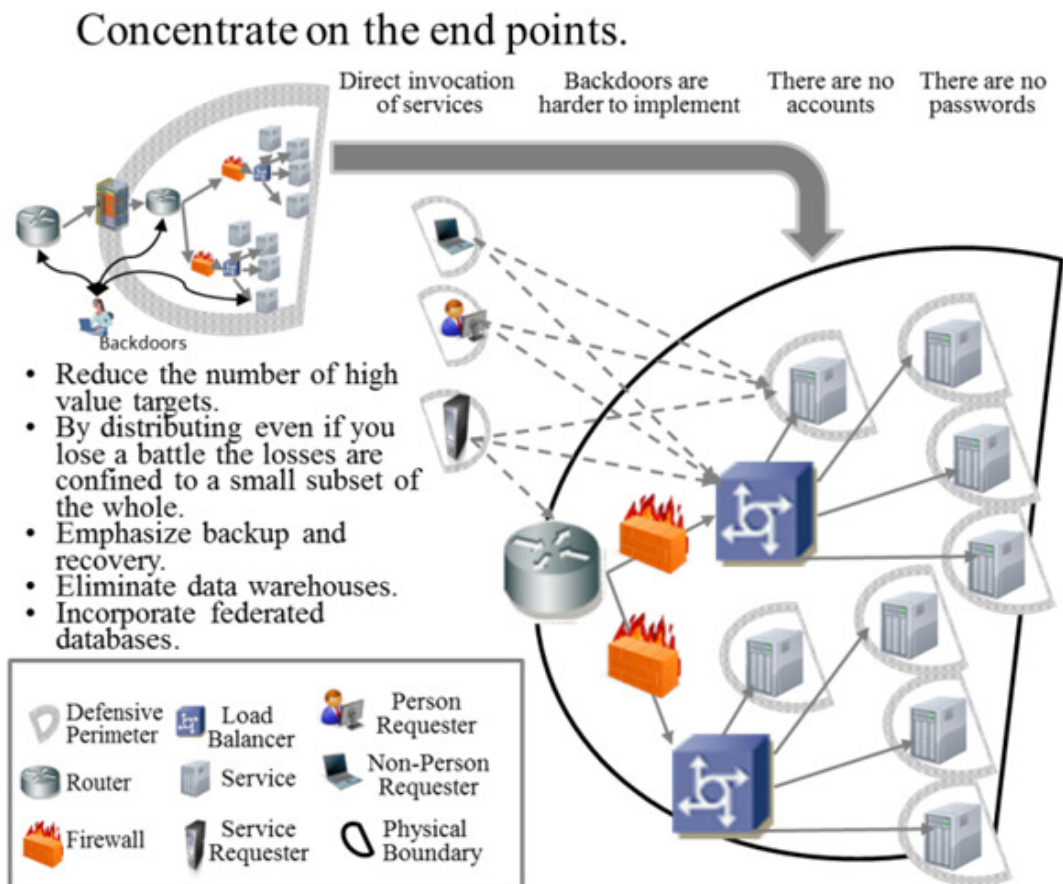 Concentrate on the end points.
Direct invocation
of services
Backdoors are
harder to implement
There are no
accounts
There are no
passwords
Backdoors
• Reduce the number of high
value targets.
• By distributing even if you
lose a battle the losses are
confined to a small subset of
the whole.
• Emphasize backup and
recovery.
• Eliminate data warehouses.
• Incorporate federated
databases.
Defensive
Perimeter
Load
Balancer
Person
Requester
Router
Service
Non-Person
Requester
Firewall
Service
Requester
Physical
Boundary